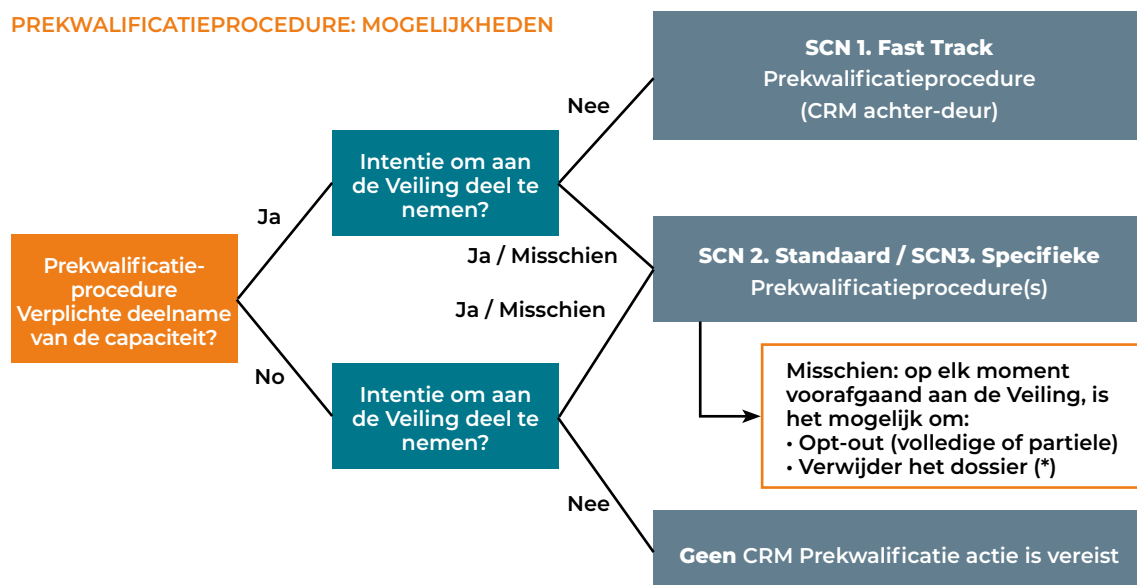 PREKWALIFICATIEPROCEDURE: MOGELIJKHEDEN
SCN 1. Fast Track
Prekwalificatieprocedure
(CRM achter-deur)
Nee
Intentie om aan
de Veiling deel te
nemen?
Ja
Ja / Misschien
SCN 2. Standaard / SCN3. Specifieke
Prekwalificatieprocedure(s)
Prekwalificatie-
procedure
Verplichte deelname
van de capaciteit?
Ja / Misschien
No
Intentie om aan
de Veiling deel te
nemen?
Misschien: op elk moment
voorafgaand aan de Veiling, is
het mogelijk om:
• Opt-out (volledige of partiele)
• Verwijder het dossier (*)
Nee
Geen CRM Prekwalificatie actie is vereist